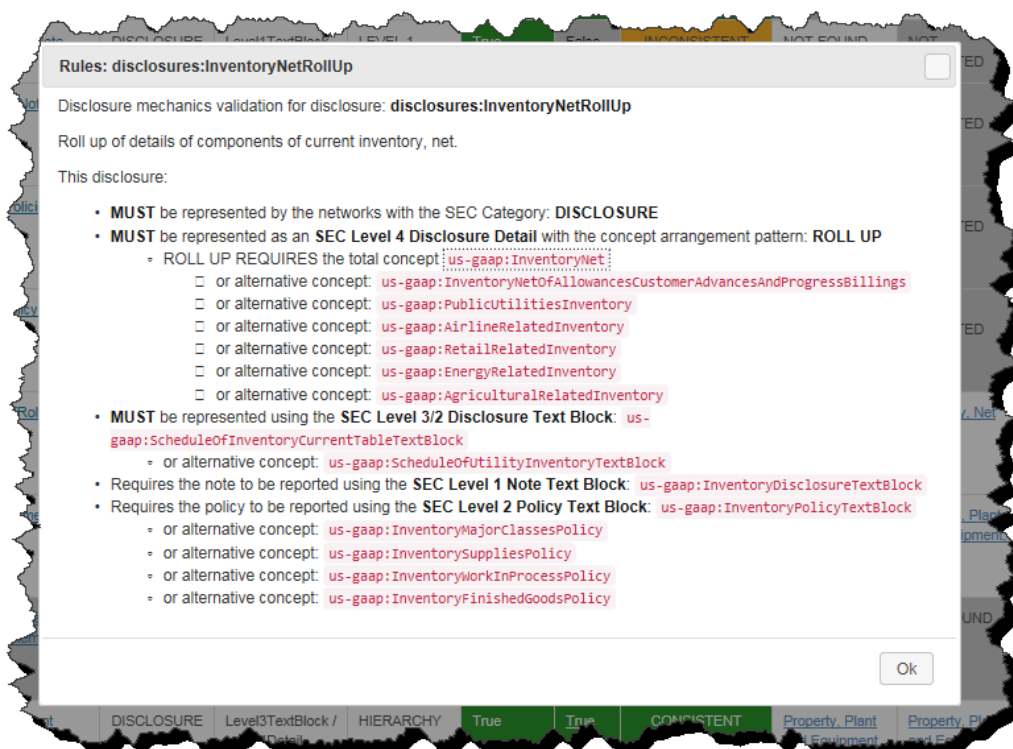 DISCLOSURE Level1TextBlock LEVEL 1 True False INCONSISTENT NOT FOUND NOT
Rules: disclosures:InventoryNetRollUp
Disclosure mechanics validation for disclosure: disclosures:InventoryNetRollUp
Roll up of details of components of current inventory, net.
This disclosure:
• MUST be represented by the networks with the SEC Category: DISCLOSURE
• MUST be represented as an SEC Level 4 Disclosure Detail with the concept arrangement pattern: ROLL UP
◦ ROLL UP REQUIRES the total concept us-gaap:InventoryNet
□ or alternative concept: us-gaap:InventoryNetOfAllowancesCustomerAdvancesAndProgressBillings
□ or alternative concept: us-gaap:PublicUtilitiesInventory
□ or alternative concept: us-gaap:AirlineRelatedInventory
□ or alternative concept: us-gaap:RetailRelatedInventory
□ or alternative concept: us-gaap:EnergyRelatedInventory
□ or alternative concept: us-gaap:AgriculturalRelatedInventory
• MUST be represented using the SEC Level 3/2 Disclosure Text Block: us-
gaap:ScheduleOfInventoryCurrentTableTextBlock
◦ or alternative concept: us-gaap:ScheduleOfUtilityInventoryTextBlock
• Requires the note to be reported using the SEC Level 1 Note Text Block: us-gaap:InventoryDisclosureTextBlock
• Requires the policy to be reported using the SEC Level 2 Policy Text Block: us-gaap:InventoryPolicyTextBlock
◦ or alternative concept: us-gaap:InventoryMajorClassesPolicy
◦ or alternative concept: us-gaap:InventorySuppliesPolicy
◦ or alternative concept: us-gaap:InventoryWorkInProcessPolicy
◦ or alternative concept: us-gaap:InventoryFinishedGoodsPolicy
Ok
DISCLOSURE Level3TextBlock / HIERARCHY True True CONSISTENT Property, Plant Property,
and Equipment and